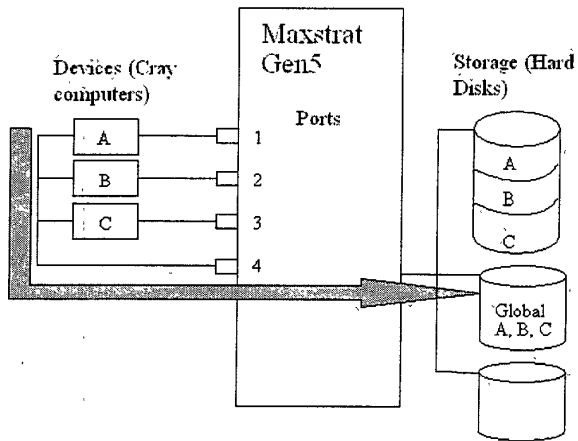 Maxstrat
Gen5
Devices (Cray
computers)
Storage (Hard
Disks)
Ports
A
1
B
2
C
3
4
A
B
C
Global
A, B, C